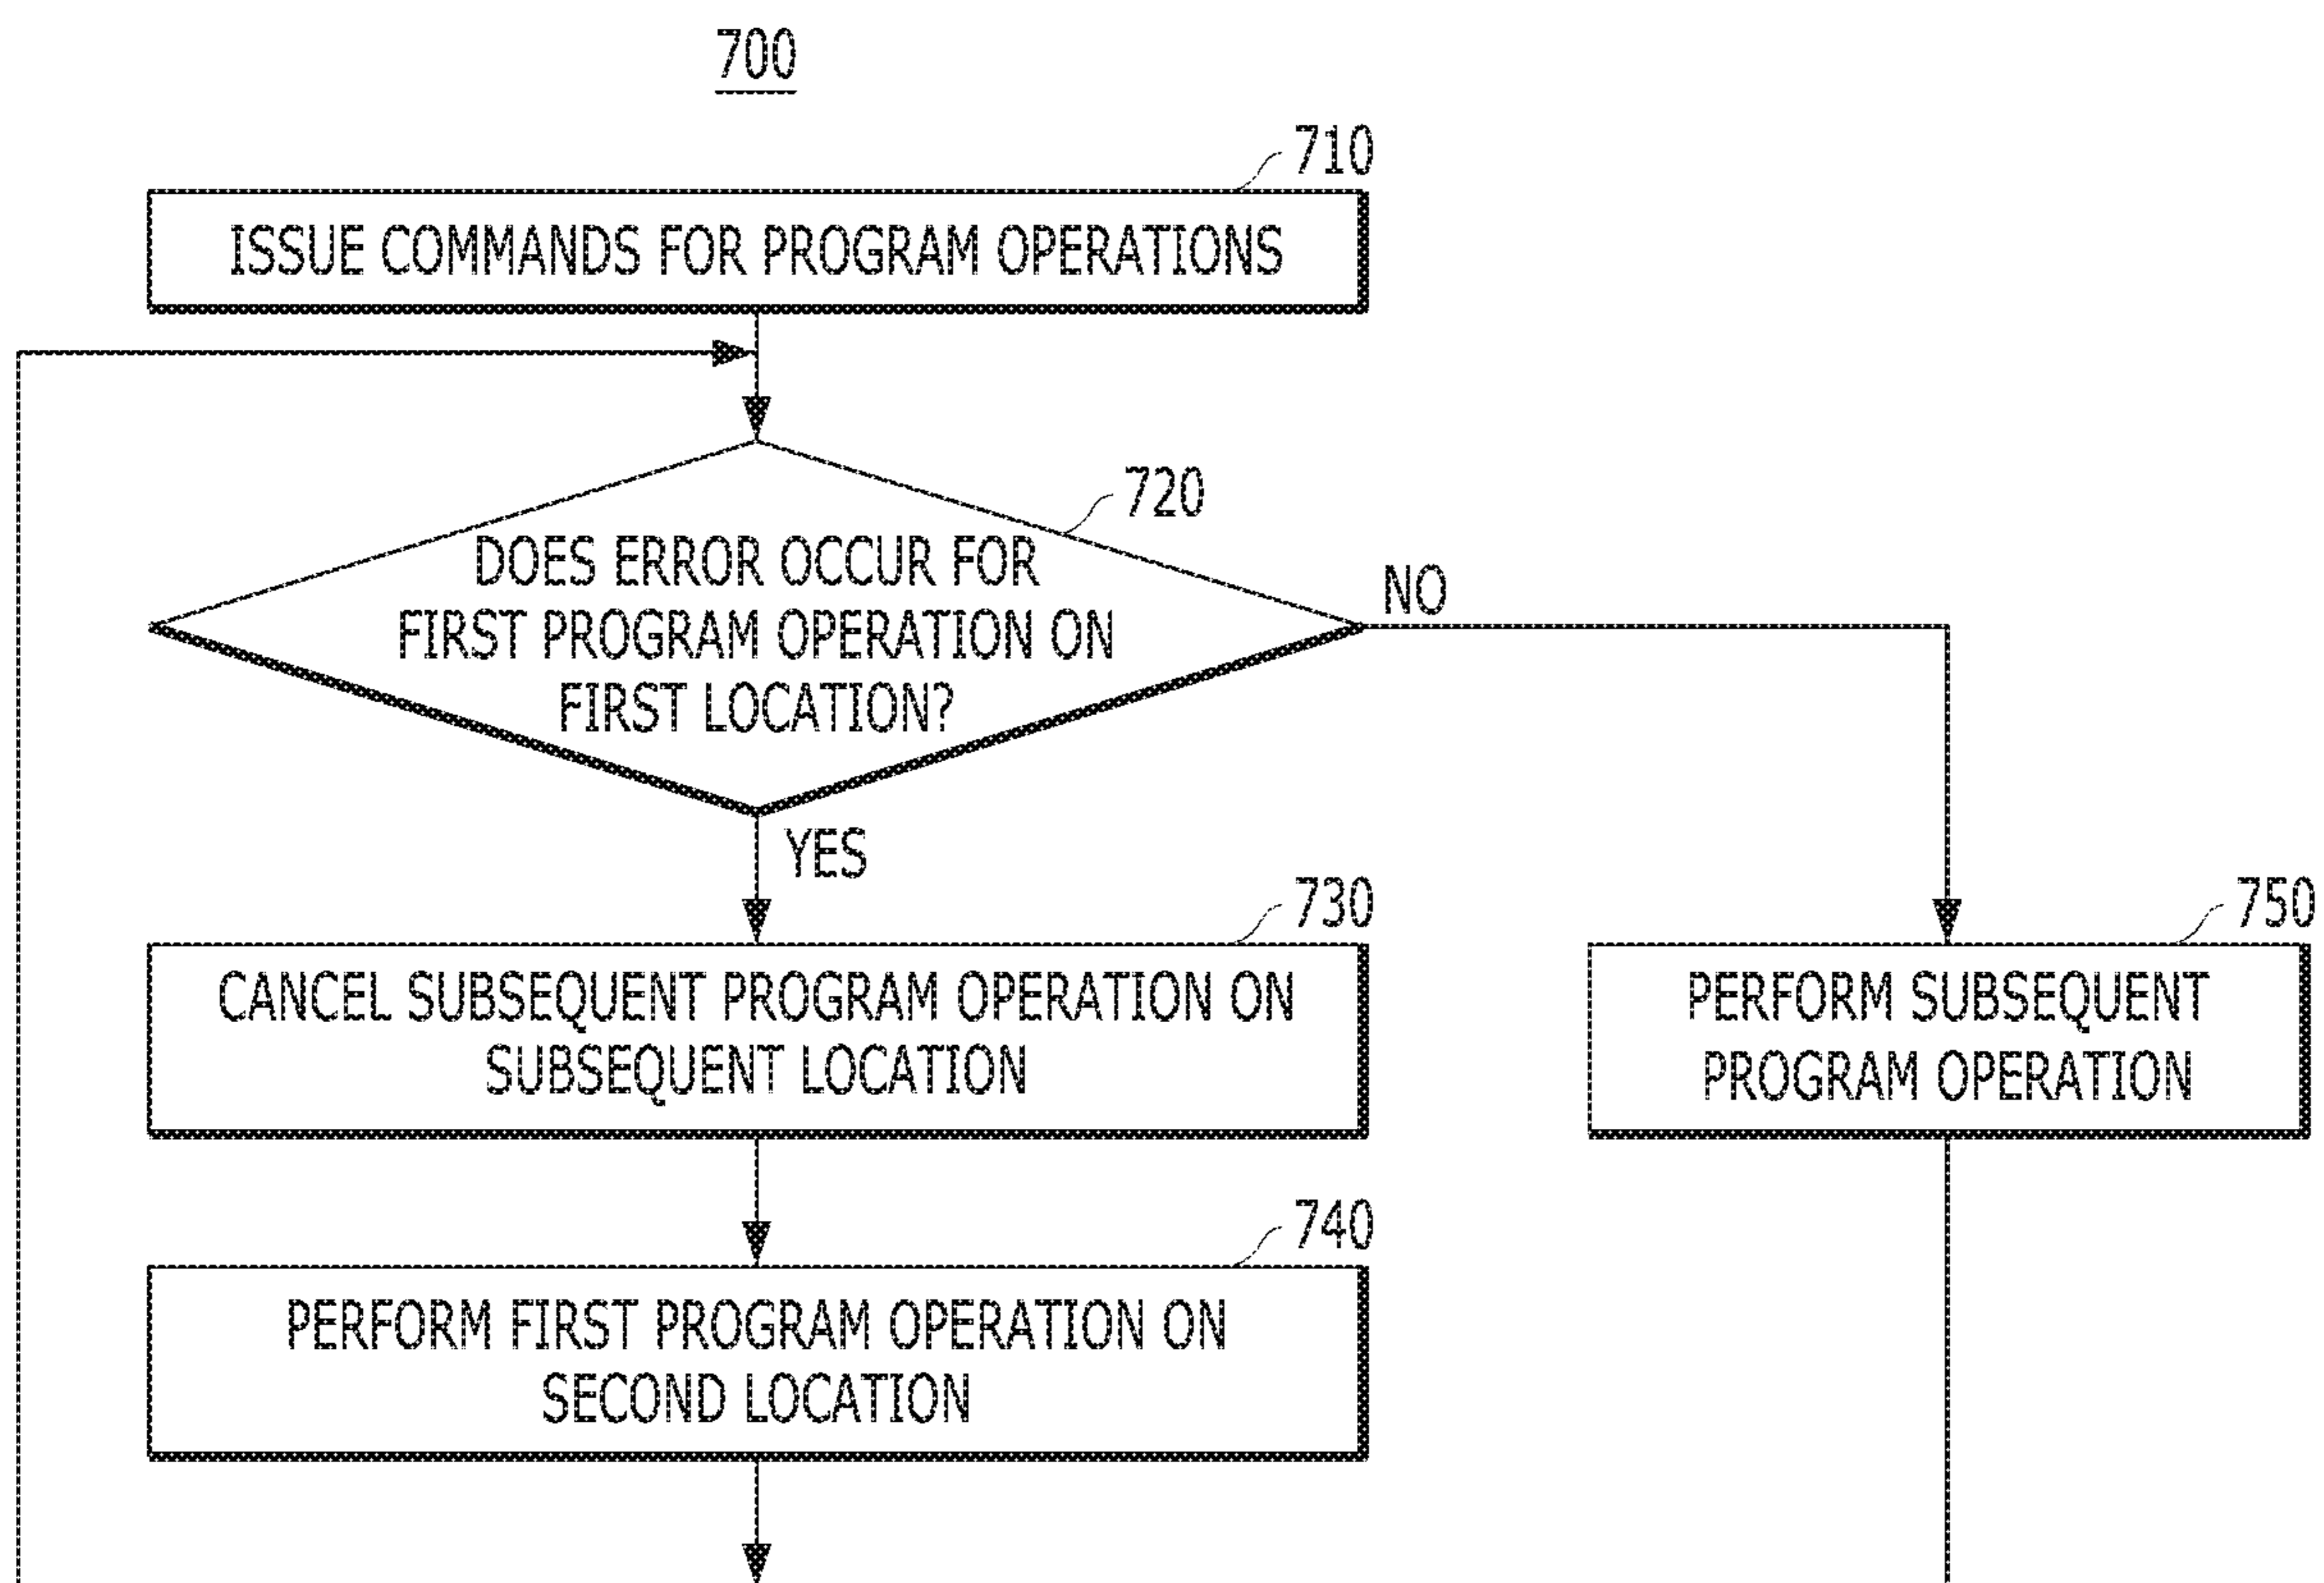 700
710
ISSUE COMMANDS FOR PROGRAM OPERATIONS
720
DOES ERROR OCCUR FOR
FIRST PROGRAM OPERATION ON
FIRST LOCATION?
NO
YES
730
CANCEL SUBSEQUENT PROGRAM OPERATION ON
SUBSEQUENT LOCATION
750
PERFORM SUBSEQUENT
PROGRAM OPERATION
740
PERFORM FIRST PROGRAM OPERATION ON
SECOND LOCATION